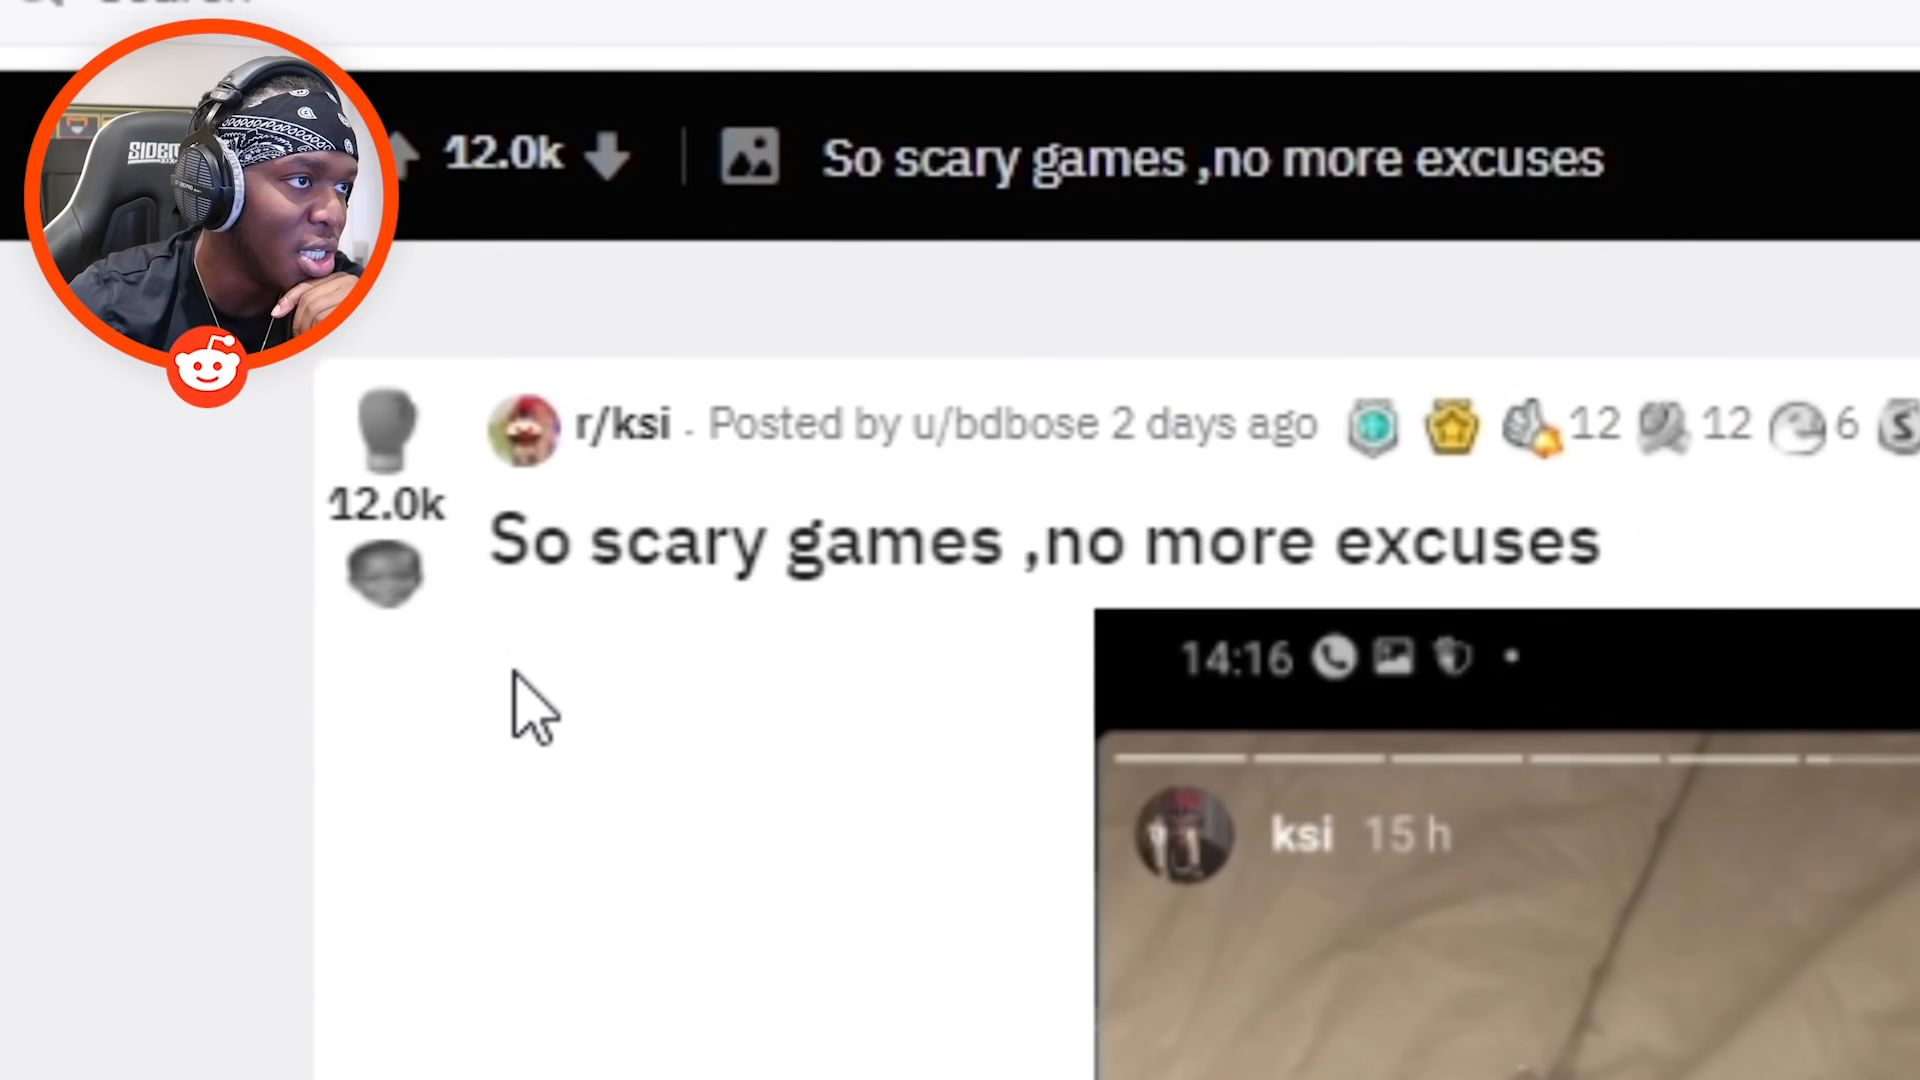 SIDEM
12.0k
So scary games ,no more excuses
r/ksi · Posted by u/bdbose 2 days ago 12 12 6 S
12.0k
So scary games ,no more excuses
14:16
ksi 15 h